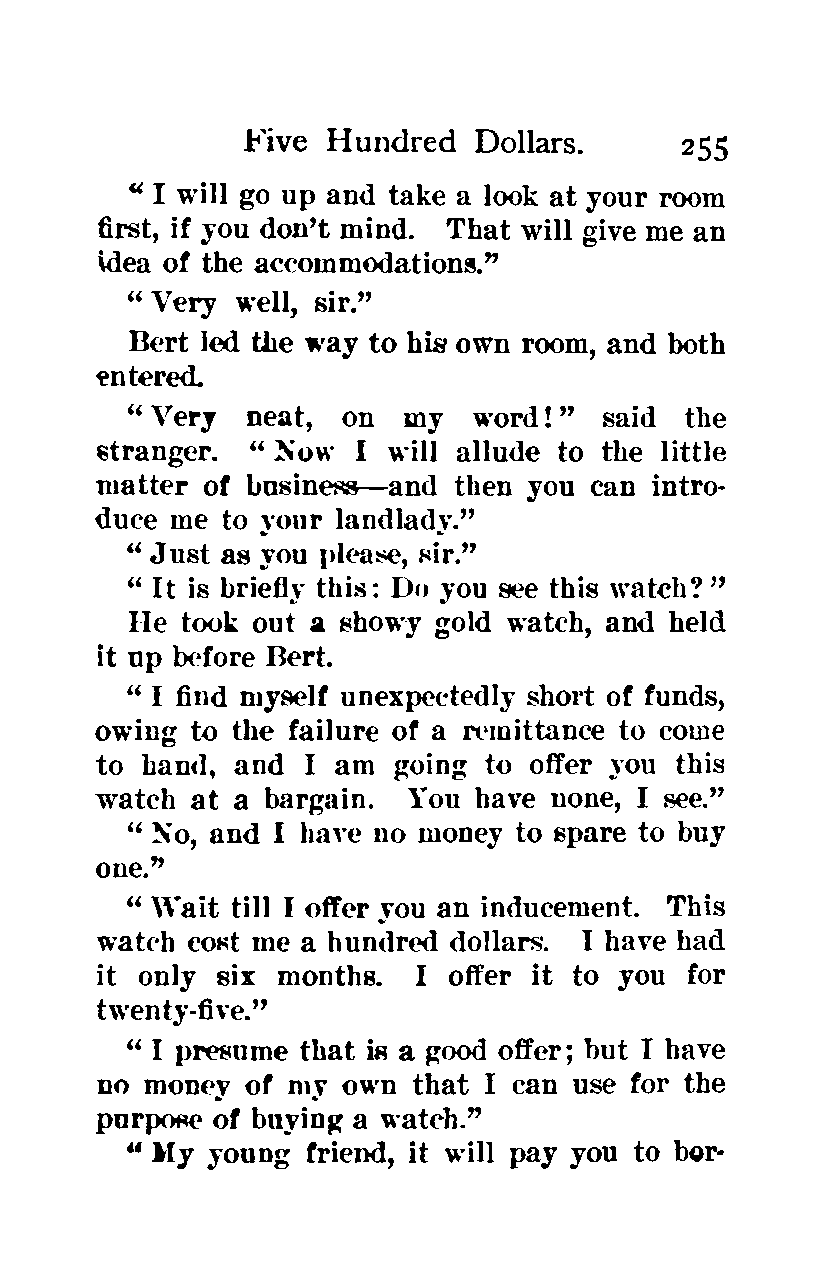 Five Hundred Dollars. 255
“ I will go up and take a look at your room
first, if you don’t mind. That will give me an
idea of the accommodations.”
“ Very well, sir.”
Bert led the way to his own room, and both
entered.
“ Very neat, on my word! ” said the
stranger. “ Now I will allude to the little
matter of business—and then you can intro-
duce me to your landlady.”
“ Just as you please, sir.”
“ It is briefly this: Do you see this watch? ”
He took out a showy gold watch, and held
it up before Bert.
“ I find myself unexpectedly short of funds,
owing to the failure of a remittance to come
to hand, and I am going to offer you this
watch at a bargain. You have none, I see.”
“ No, and I have no money to spare to buy
one.”
“ Wait till I offer you an inducement. This
watch cost me a hundred dollars. I have had
it only six months. I offer it to you for
twenty-five.”
“ I presume that is a good offer; but I have
no money of my own that I can use for the
purpose of buying a watch.”
“ My young friend, it will pay you to bor-